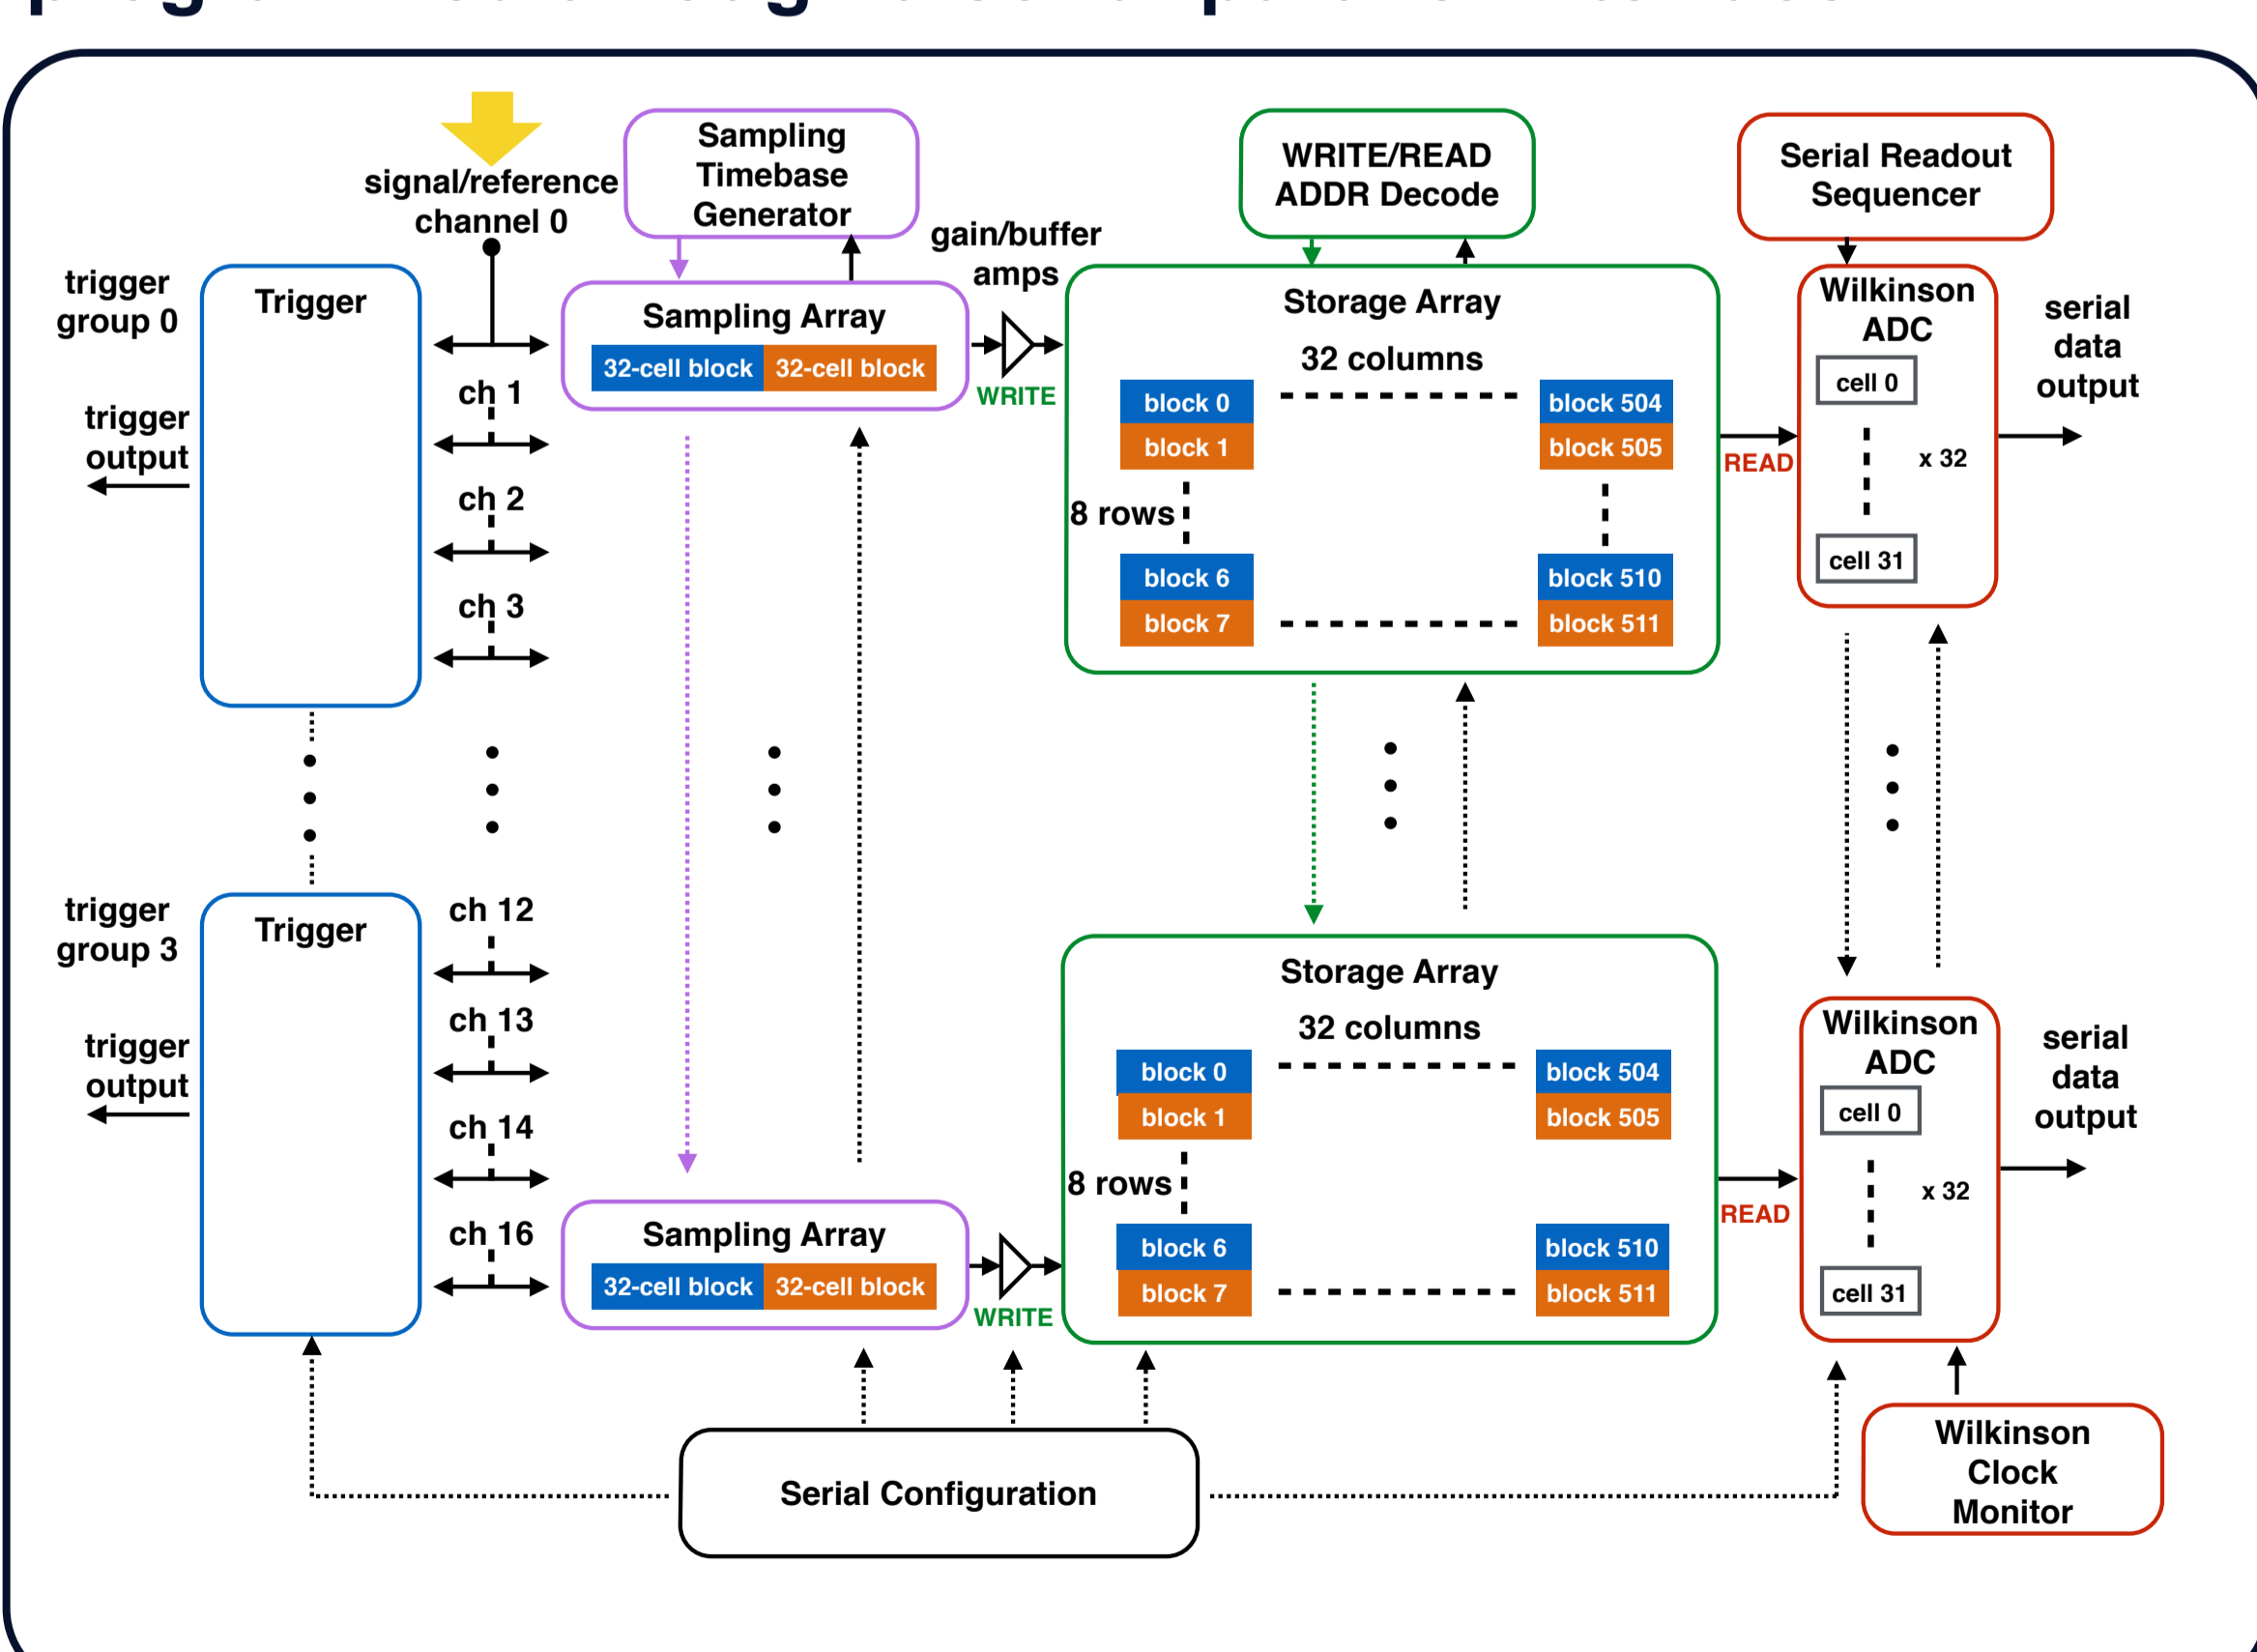 signal/reference
channel 0
Sampling
Timebase
Generator
WRITE/READ
ADDR Decode
Serial Readout
Sequencer
gain/buffer
amps
trigger
group 0
Trigger
trigger
output
ch 1
ch 2
ch 3
Sampling Array
32-cell block 32-cell block
WRITE
Storage Array
32 columns
block 0 block 504
block 1 block 505
8 rows
block 6 block 510
block 7 block 511
READ
Wilkinson
ADC
cell 0
x 32
cell 31
serial
data
output
trigger
group 3
Trigger
trigger
output
ch 12
ch 13
ch 14
ch 16
Sampling Array
32-cell block 32-cell block
WRITE
Storage Array
32 columns
block 0 block 504
block 1 block 505
8 rows
block 6 block 510
block 7 block 511
READ
Wilkinson
ADC
cell 0
x 32
cell 31
serial
data
output
Serial Configuration
Wilkinson
Clock
Monitor